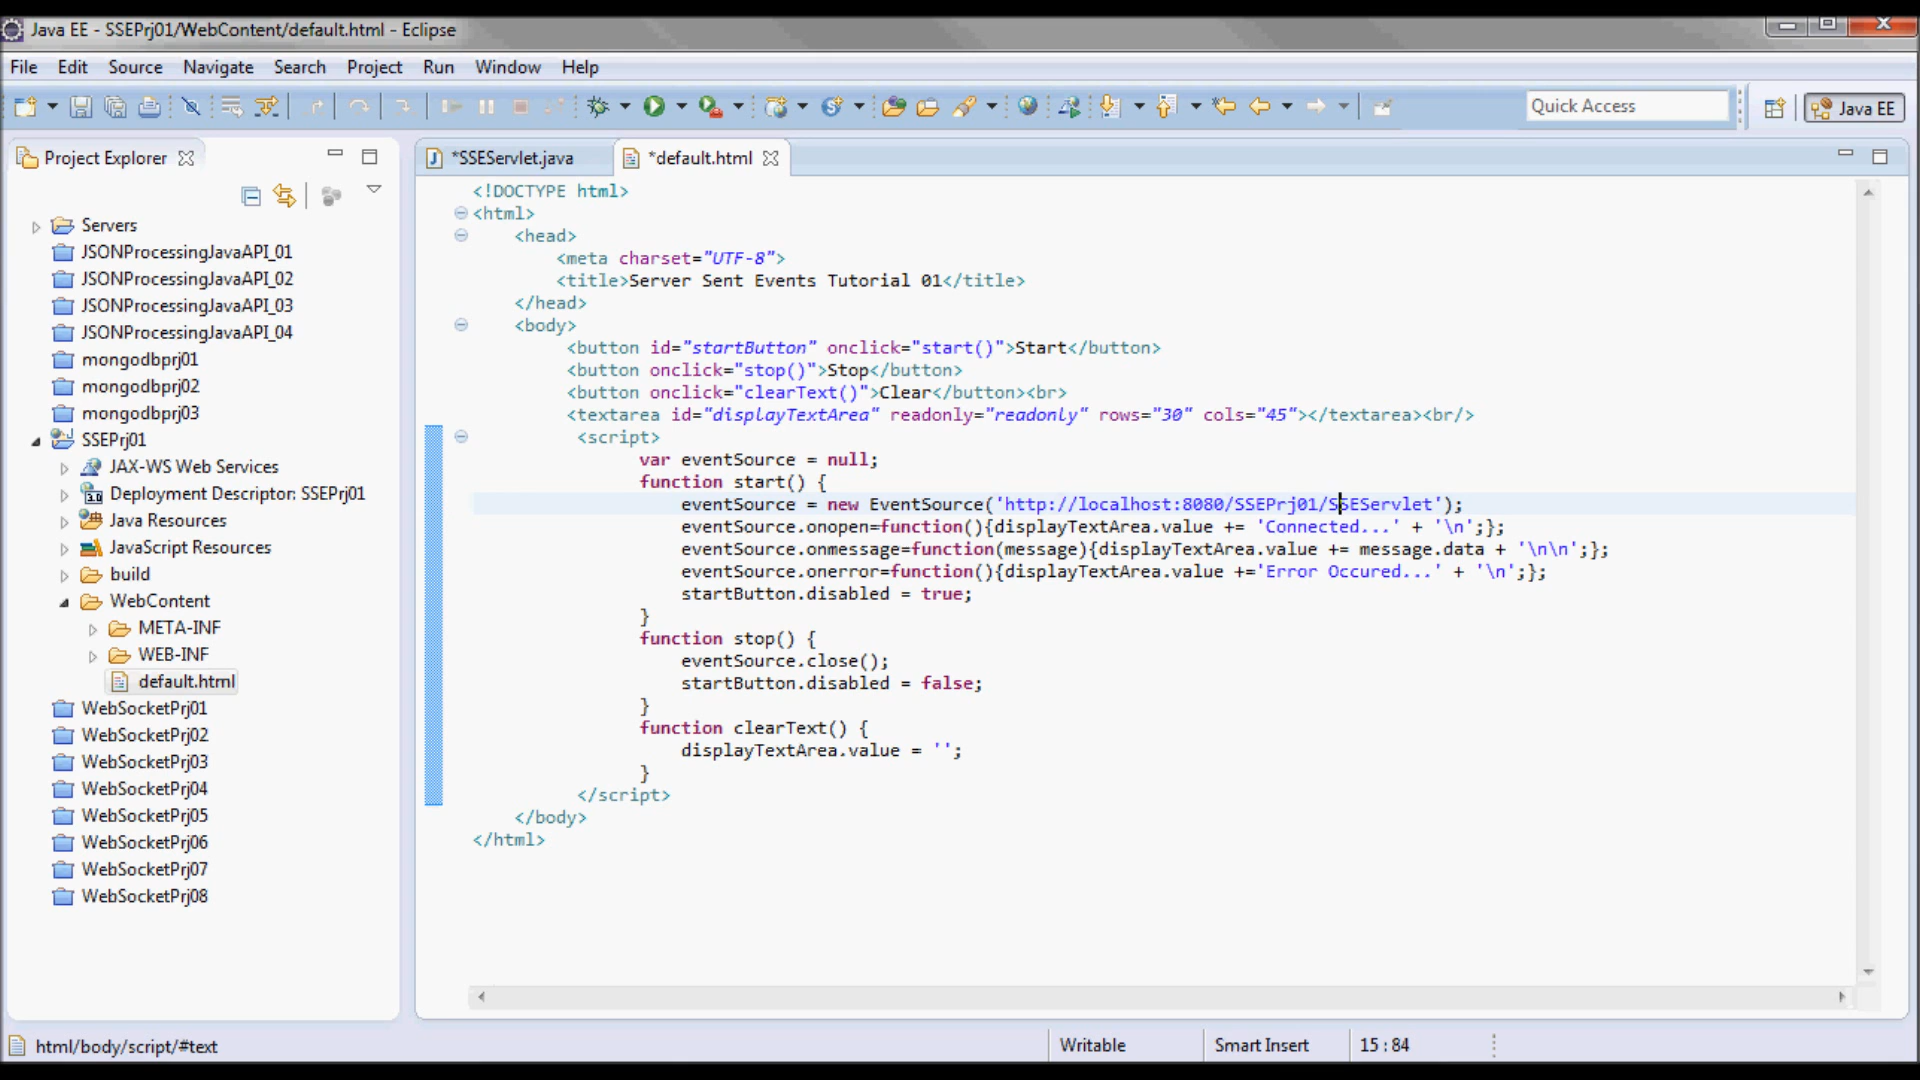 Java EE - SSEPrj01/WebContent/default.html - Eclipse
File Edit Source Navigate Search Project Run Window Help
Quick Access
Java EE
Project Explorer
*SSEServlet.java
*default.html
Servers
JSONProcessingJavaAPI_01
JSONProcessingJavaAPI_02
JSONProcessingJavaAPI_03
JSONProcessingJavaAPI_04
mongodbprj01
mongodbprj02
mongodbprj03
SSEPrj01
JAX-WS Web Services
Deployment Descriptor: SSEPrj01
Java Resources
JavaScript Resources
build
WebContent
META-INF
WEB-INF
default.html
WebSocketPrj01
WebSocketPrj02
WebSocketPrj03
WebSocketPrj04
WebSocketPrj05
WebSocketPrj06
WebSocketPrj07
WebSocketPrj08
<!DOCTYPE html>
<html>
<head>
<meta charset="UTF-8">
<title>Server Sent Events Tutorial 01</title>
</head>
<body>
<button id="startButton" onclick="start()">Start</button>
<button onclick="stop()">Stop</button>
<button onclick="clearText()">Clear</button><br>
<textarea id="displayTextArea" readonly="readonly" rows="30" cols="45"></textarea><br/>
<script>
var eventSource = null;
function start() {
eventSource = new EventSource('http://localhost:8080/SSEPrj01/SSEServlet');
eventSource.onopen=function(){displayTextArea.value += 'Connected...' + '\n';};
eventSource.onmessage=function(message){displayTextArea.value += message.data + '\n\n';};
eventSource.onerror=function(){displayTextArea.value +='Error Occured...' + '\n';};
startButton.disabled = true;
}
function stop() {
eventSource.close();
startButton.disabled = false;
}
function clearText() {
displayTextArea.value = '';
}
</script>
</body>
</html>
html/body/script/#text
Writable
Smart Insert
15 : 84